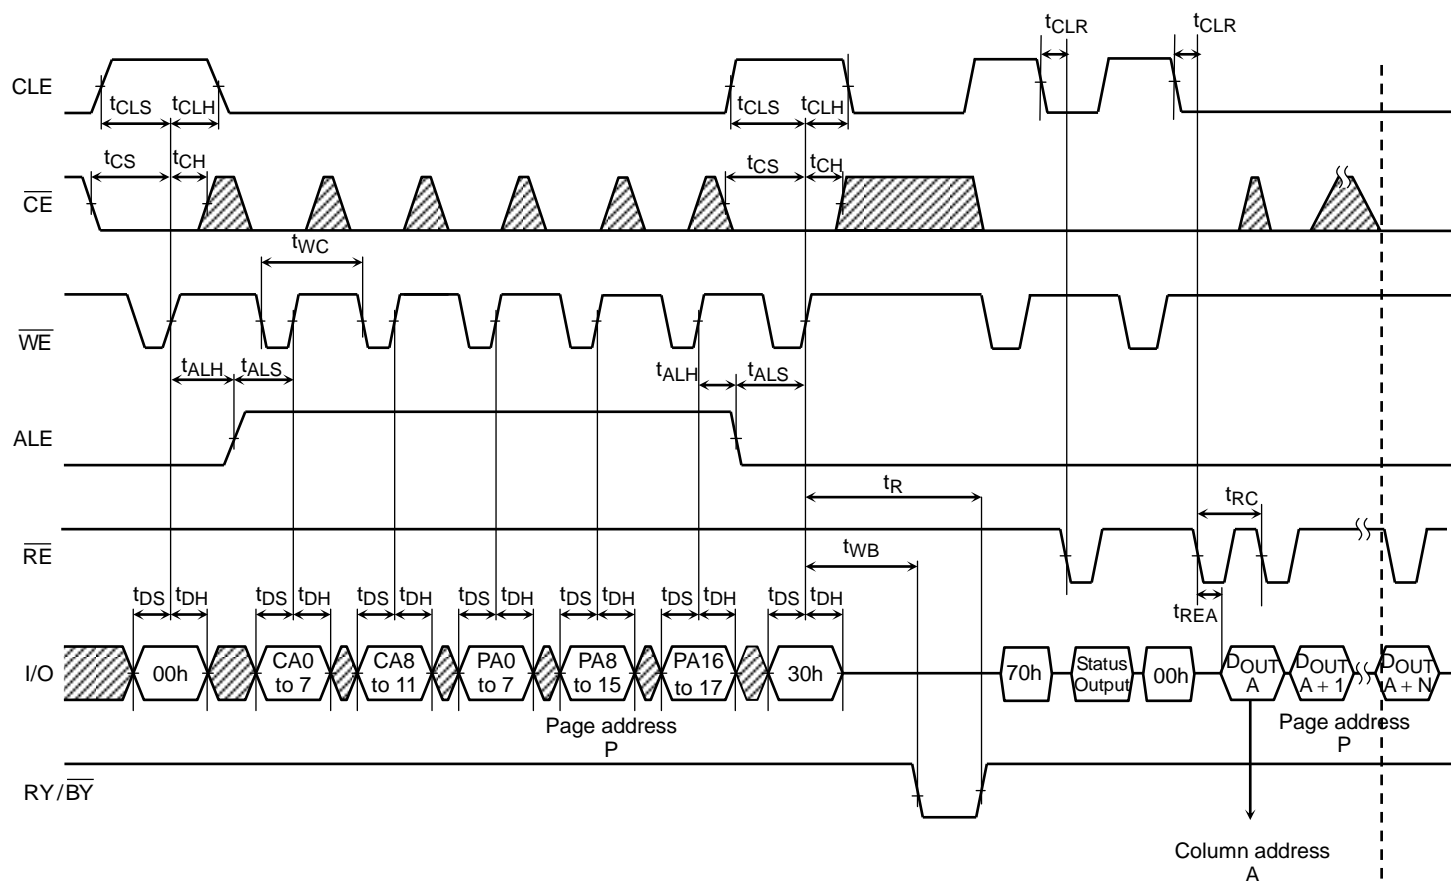 tCLR tCLR
CLE
tCLS tCLH tCLS tCLH
tCS tCH tCS tCH
CE
tWC
WE
tALH tALS tALH tALS
ALE
tR
tRC
RE
tWB
tDS tDH tDS tDH tDS tDH tDS tDH tDS tDH tDS tDH tDS tDH
tREA
I/O
00h
CA0
to 7
CA8
to 11
PA0
to 7
PA8
to 15
PA16
to 17
30h
70h
Status
Output
00h
DOUT
A
DOUT
A + 1
DOUT
A + N
Page address
P
Page address
P
RY/BY
Column address
A